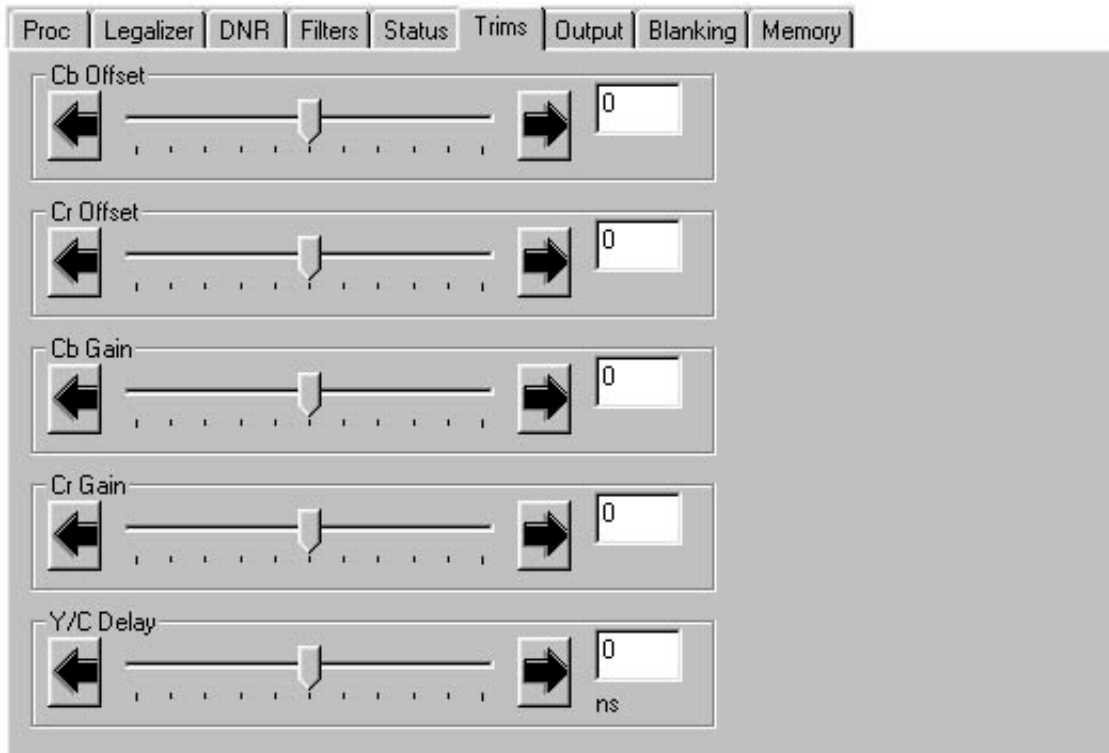 Proc Legalizer DNR Filters Status Trims Output Blanking Memory
Cb Offset
0
Cr Offset
0
Cb Gain
0
Cr Gain
0
Y/C Delay
0
ns